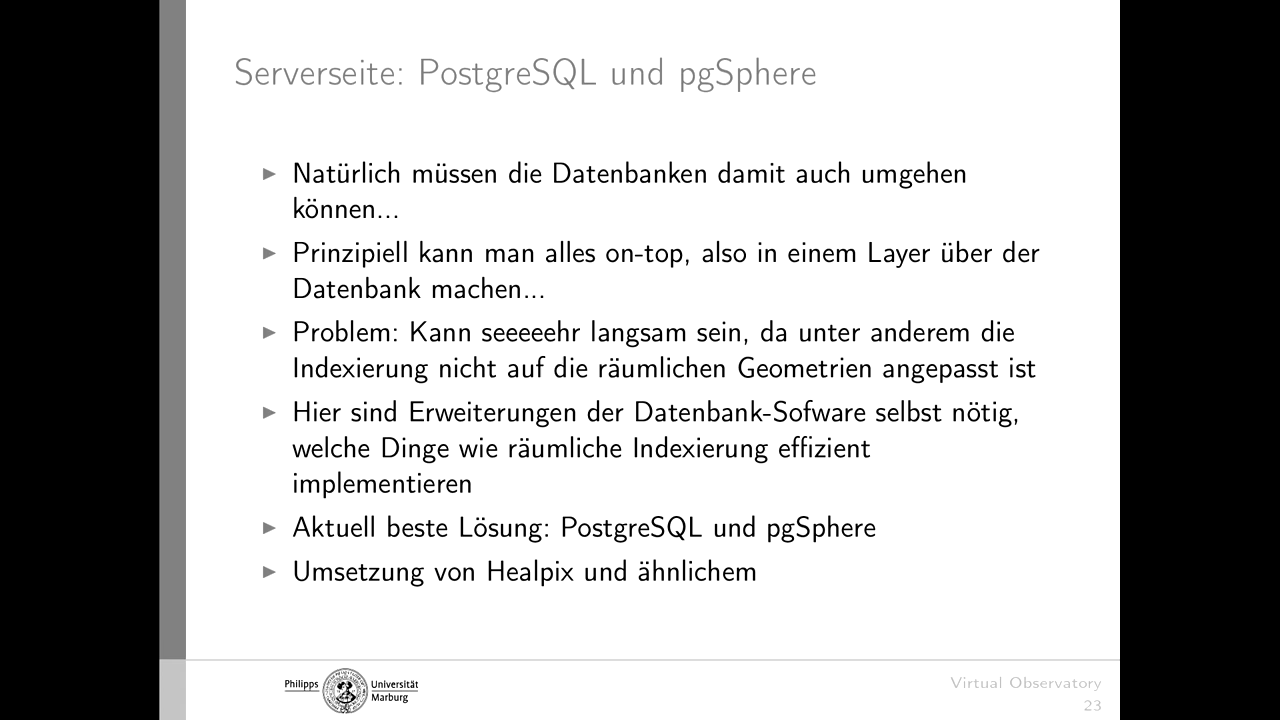 Serverseite: PostgreSQL und pgSphere
Natürlich müssen die Datenbanken damit auch umgehen
können...
Prinzipiell kann man alles on-top, also in einem Layer über der
Datenbank machen...
Problem: Kann seeeeehr langsam sein, da unter anderem die
Indexierung nicht auf die räumlichen Geometrien angepasst ist
Hier sind Erweiterungen der Datenbank-Sofware selbst nötig,
welche Dinge wie räumliche Indexierung effizient
implementieren
Aktuell beste Lösung: PostgreSQL und pgSphere
Umsetzung von Healpix und ähnlichem
Philipps Universität
Marburg
Virtual Observatory
23